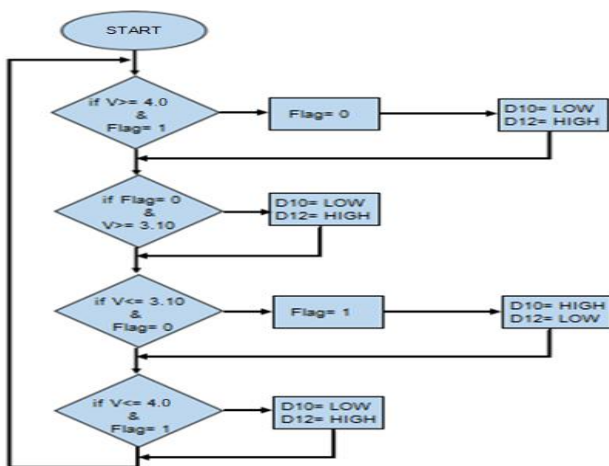 START
if V>= 4.0
&
Flag= 1
Flag= 0
D10= LOW
D12= HIGH
if Flag= 0
&
V>= 3.10
D10= LOW
D12= HIGH
if V<= 3.10
&
Flag= 0
Flag= 1
D10= HIGH
D12= LOW
if V<= 4.0
&
Flag= 1
D10= LOW
D12= HIGH